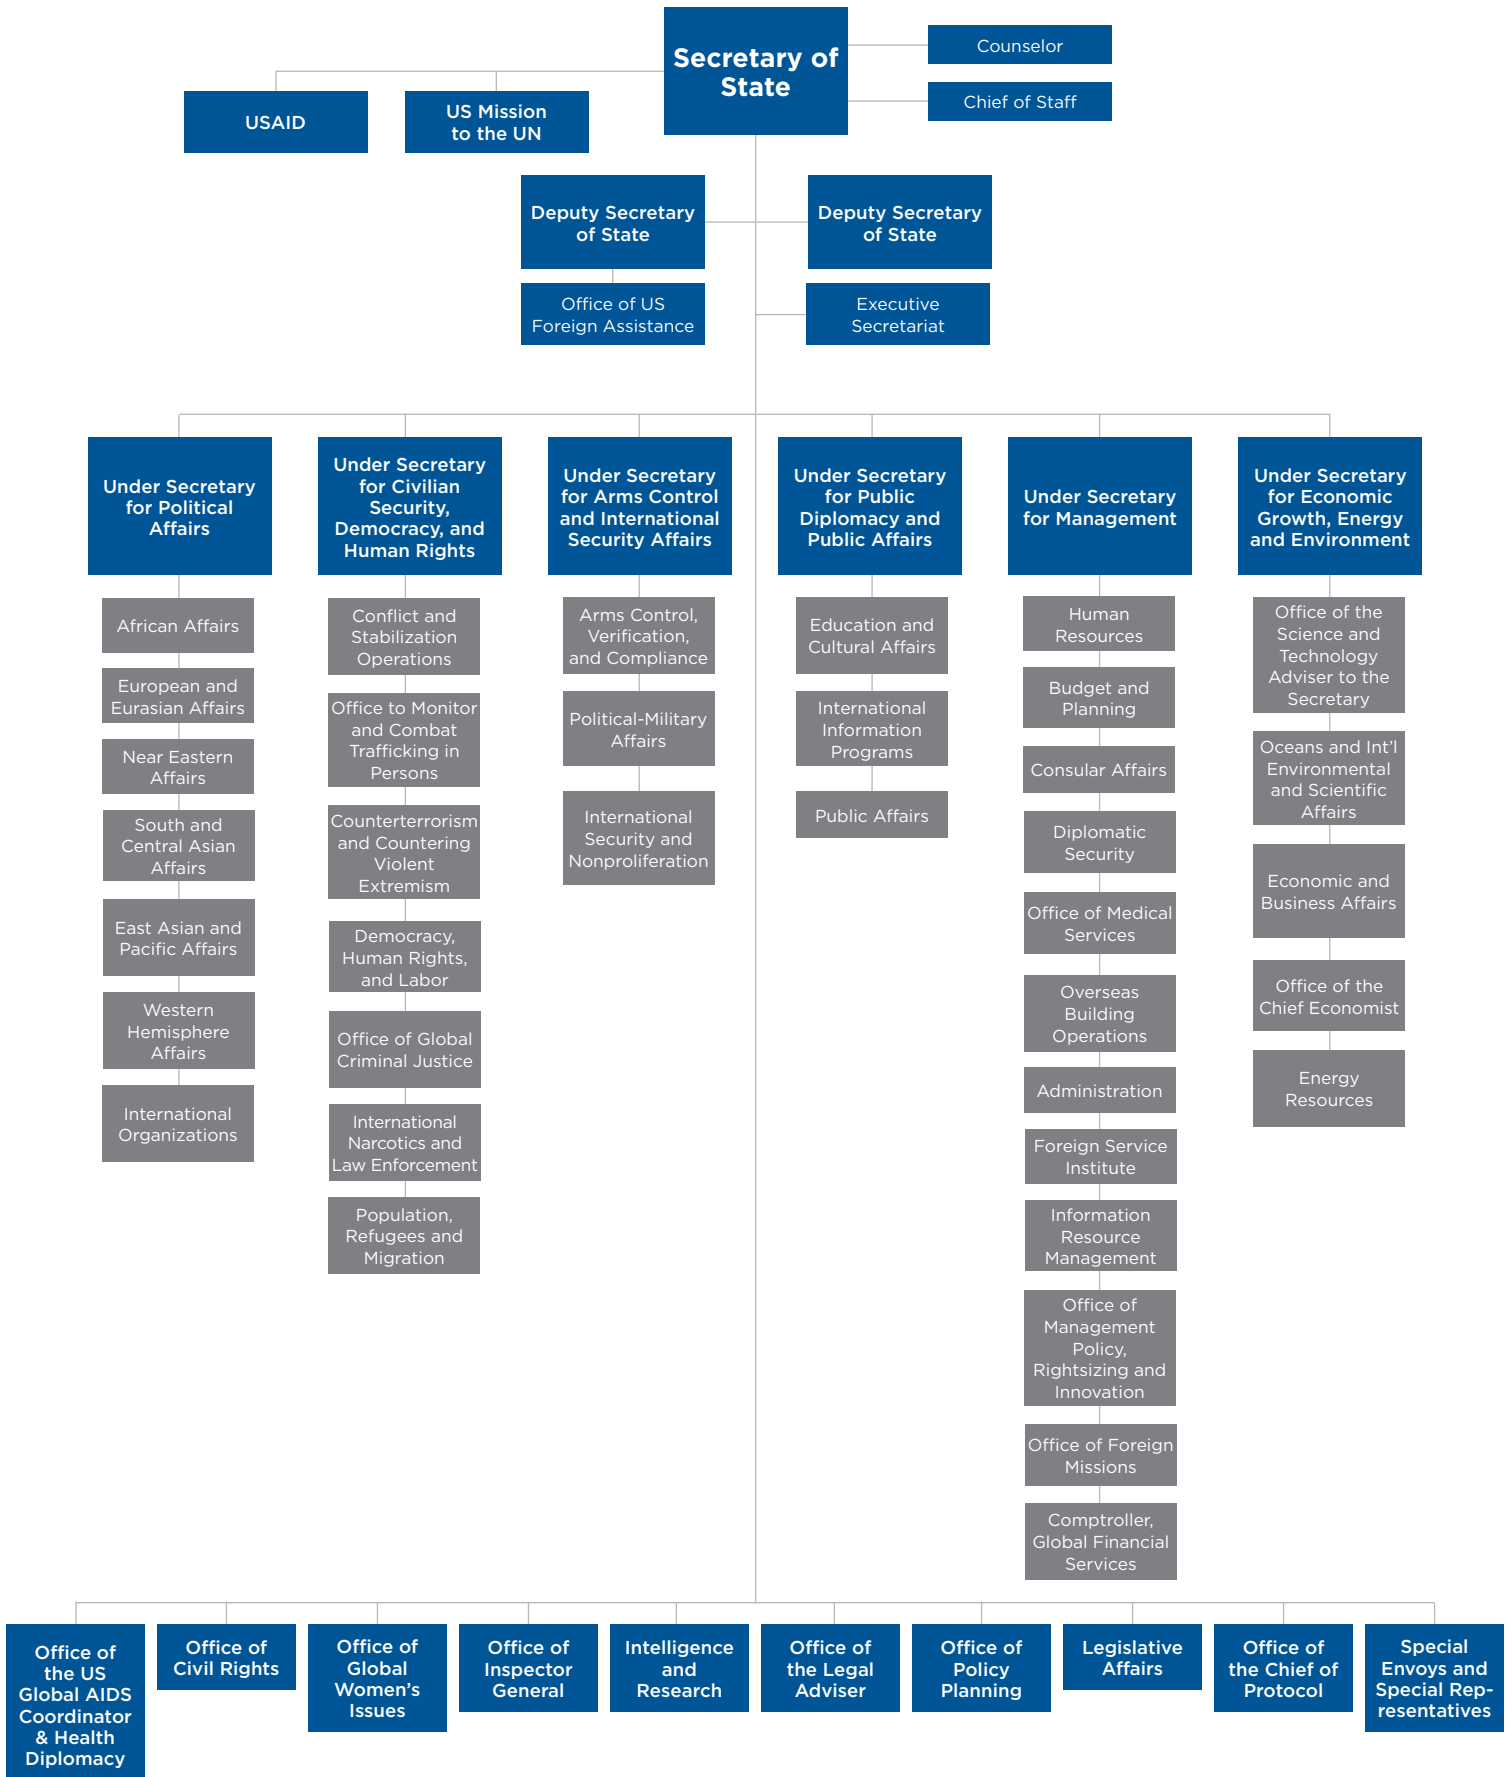 Secretary of
State
Counselor
Chief of Staff
USAID
US Mission
to the UN
Deputy Secretary
of State
Deputy Secretary
of State
Office of US
Foreign Assistance
Executive
Secretariat
Under Secretary
for Political
Affairs
Under Secretary
for Civilian
Security,
Democracy, and
Human Rights
Under Secretary
for Arms Control
and International
Security Affairs
Under Secretary
for Public
Diplomacy and
Public Affairs
Under Secretary
for Management
Under Secretary
for Economic
Growth, Energy
and Environment
African Affairs
European and
Eurasian Affairs
Near Eastern
Affairs
South and
Central Asian
Affairs
East Asian and
Pacific Affairs
Western
Hemisphere
Affairs
International
Organizations
Conflict and
Stabilization
Operations
Office to Monitor
and Combat
Trafficking in
Persons
Counterterrorism
and Countering
Violent
Extremism
Democracy,
Human Rights,
and Labor
Office of Global
Criminal Justice
International
Narcotics and
Law Enforcement
Population,
Refugees and
Migration
Arms Control,
Verification,
and Compliance
Political-Military
Affairs
International
Security and
Nonproliferation
Education and
Cultural Affairs
International
Information
Programs
Public Affairs
Human
Resources
Budget and
Planning
Consular Affairs
Diplomatic
Security
Office of Medical
Services
Overseas
Building
Operations
Administration
Foreign Service
Institute
Information
Resource
Management
Office of
Management
Policy,
Rightsizing and
Innovation
Office of Foreign
Missions
Comptroller,
Global Financial
Services
Office of the
Science and
Technology
Adviser to the
Secretary
Oceans and Int'l
Environmental
and Scientific
Affairs
Economic and
Business Affairs
Office of the
Chief Economist
Energy
Resources
Office of
the US
Global AIDS
Coordinator
& Health
Diplomacy
Office of
Civil Rights
Office of
Global
Women's
Issues
Office of
Inspector
General
Intelligence
and
Research
Office of
the Legal
Adviser
Office of
Policy
Planning
Legislative
Affairs
Office of
the Chief of
Protocol
Special
Envoys and
Special Rep-
resentatives